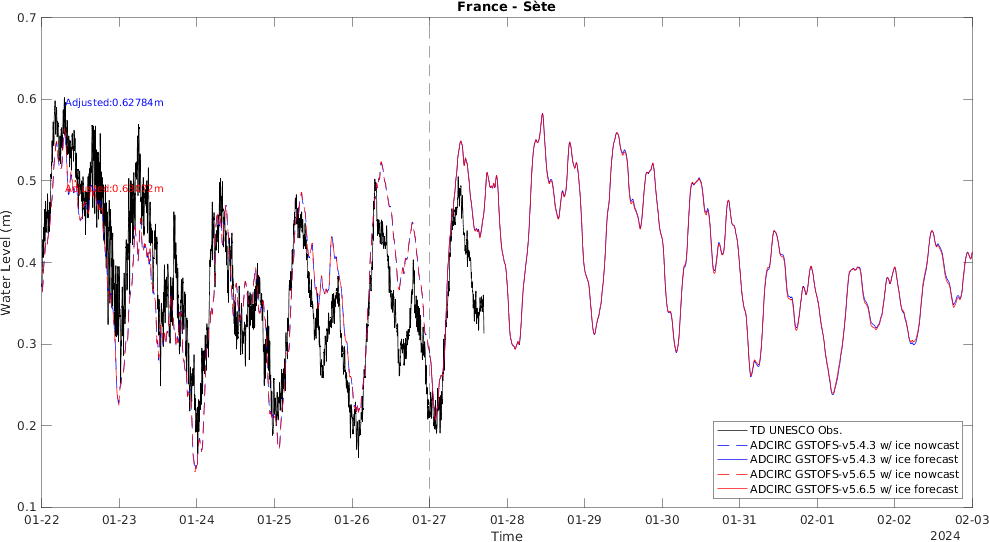 France - Sète
Water Level (m)
0.7
0.6
0.5
0.4
0.3
0.2
0.1
Adjusted:0.62784m
Adjusted:
01-22 01-23 01-24 01-25 01-26 01-27 01-28 01-29 01-30 01-31 02-01 02-02 02-03
Time
2024
TD UNESCO Obs.
ADCIRC GSTOFS-v5.4.3 w/ ice nowcast
ADCIRC GSTOFS-v5.4.3 w/ ice forecast
ADCIRC GSTOFS-v5.6.5 w/ ice nowcast
ADCIRC GSTOFS-v5.6.5 w/ ice forecast